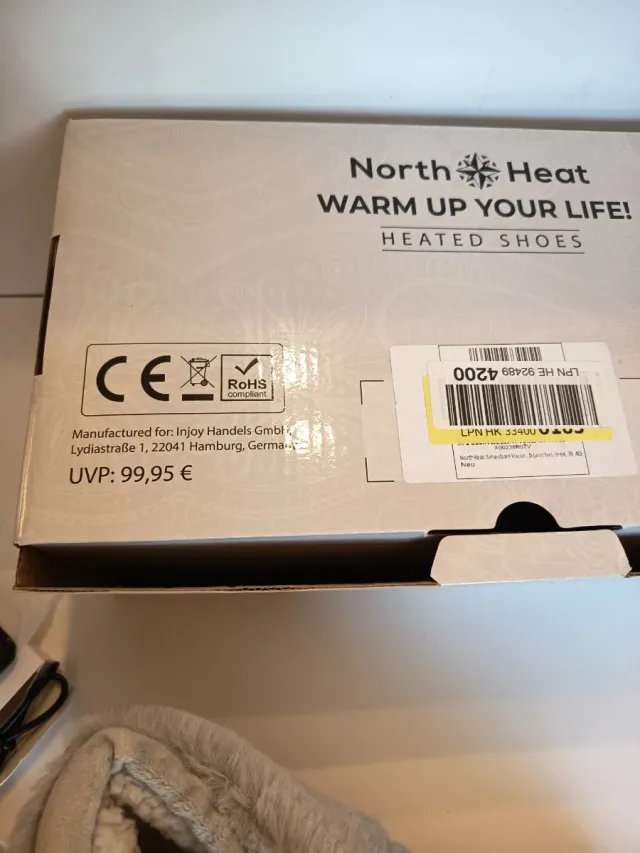 North Heat
WARM UP YOUR LIFE!
HEATED SHOES
CE
RoHS
compliant
Manufactured for: Injoy Handels GmbH,
Lydiastraße 1, 22041 Hamburg, Germany
UVP: 99,95 €
LPN HE 92489 4200
LPN HK 33400
Neu